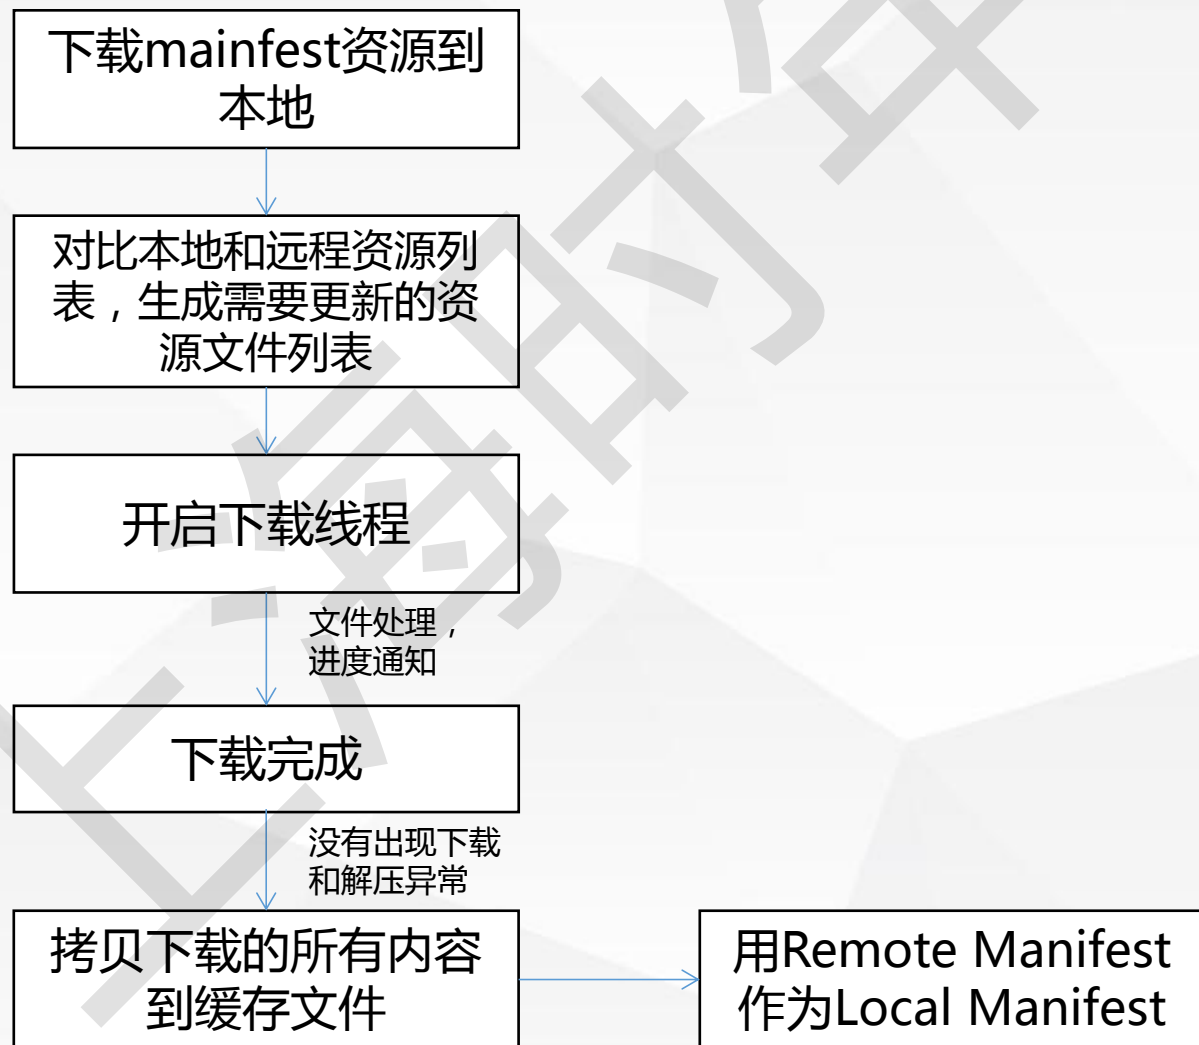 下载mainfest资源到
本地
对比本地和远程资源列
表，生成需要更新的资
源文件列表
开启下载线程
文件处理，
进度通知
下载完成
没有出现下载
和解压异常
拷贝下载的所有内容
到缓存文件
用Remote Manifest
作为Local Manifest
上海时